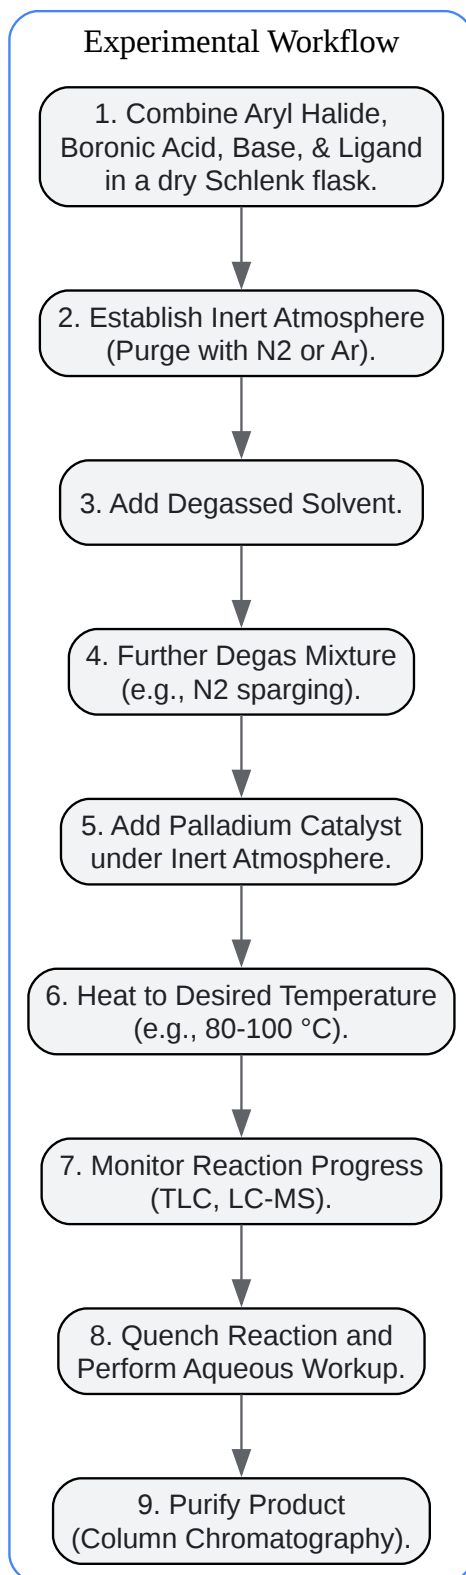 Experimental Workflow
1. Combine Aryl Halide,
Boronic Acid, Base, & Ligand
in a dry Schlenk flask.
2. Establish Inert Atmosphere
(Purge with N2 or Ar).
3. Add Degassed Solvent.
4. Further Degas Mixture
(e.g., N2 sparging).
5. Add Palladium Catalyst
under Inert Atmosphere.
6. Heat to Desired Temperature
(e.g., 80-100 °C).
7. Monitor Reaction Progress
(TLC, LC-MS).
8. Quench Reaction and
Perform Aqueous Workup.
9. Purify Product
(Column Chromatography).